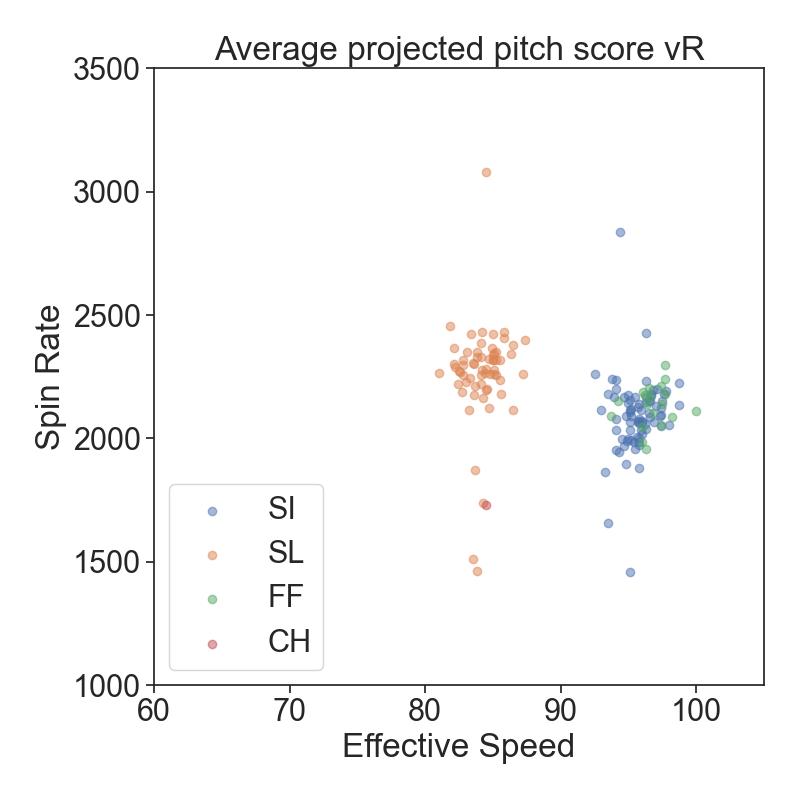 Average projected pitch score vR
3500
3000
2500
2000
1500
1000
Spin Rate
SI
SL
FF
CH
60 70 80 90 100
Effective Speed